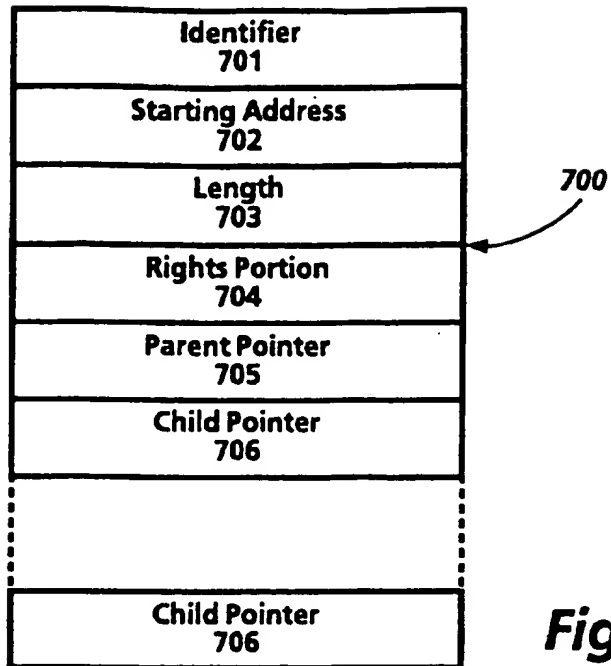 Identifier
701
Starting Address
702
Length
703
700
Rights Portion
704
Parent Pointer
705
Child Pointer
706
Child Pointer
706
Fig